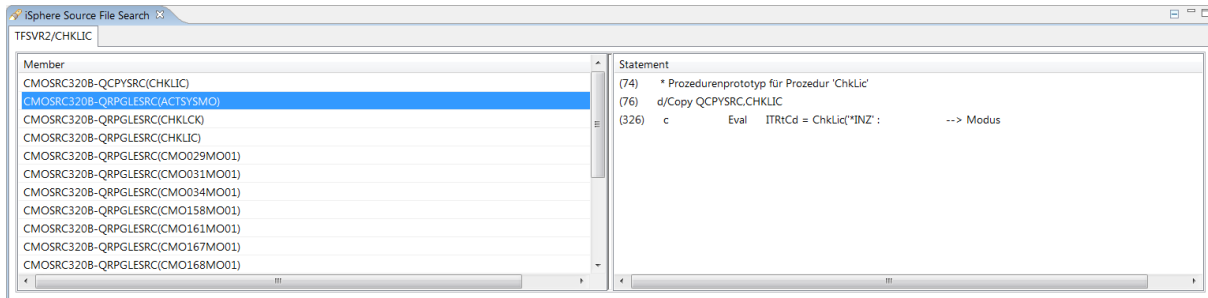 iSphere Source File Search
TFSVR2/CHKLIC
Member
CMOSRC320B-QCPYSRC(CHKLIC)
CMOSRC320B-QRPGLESRC(ACTSYSMO)
CMOSRC320B-QRPGLESRC(CHKLCK)
CMOSRC320B-QRPGLESRC(CHKLIC)
CMOSRC320B-QRPGLESRC(CMO029MO01)
CMOSRC320B-QRPGLESRC(CMO031MO01)
CMOSRC320B-QRPGLESRC(CMO034MO01)
CMOSRC320B-QRPGLESRC(CMO158MO01)
CMOSRC320B-QRPGLESRC(CMO161MO01)
CMOSRC320B-QRPGLESRC(CMO167MO01)
CMOSRC320B-QRPGLESRC(CMO168MO01)
Statement
(74) * Prozedurenprototyp für Prozedur 'ChkLic'
(76) d/Copy QCPYSRC,CHKLIC
(326) c Eval ITRtCd = ChkLic('*INZ' : --> Modus